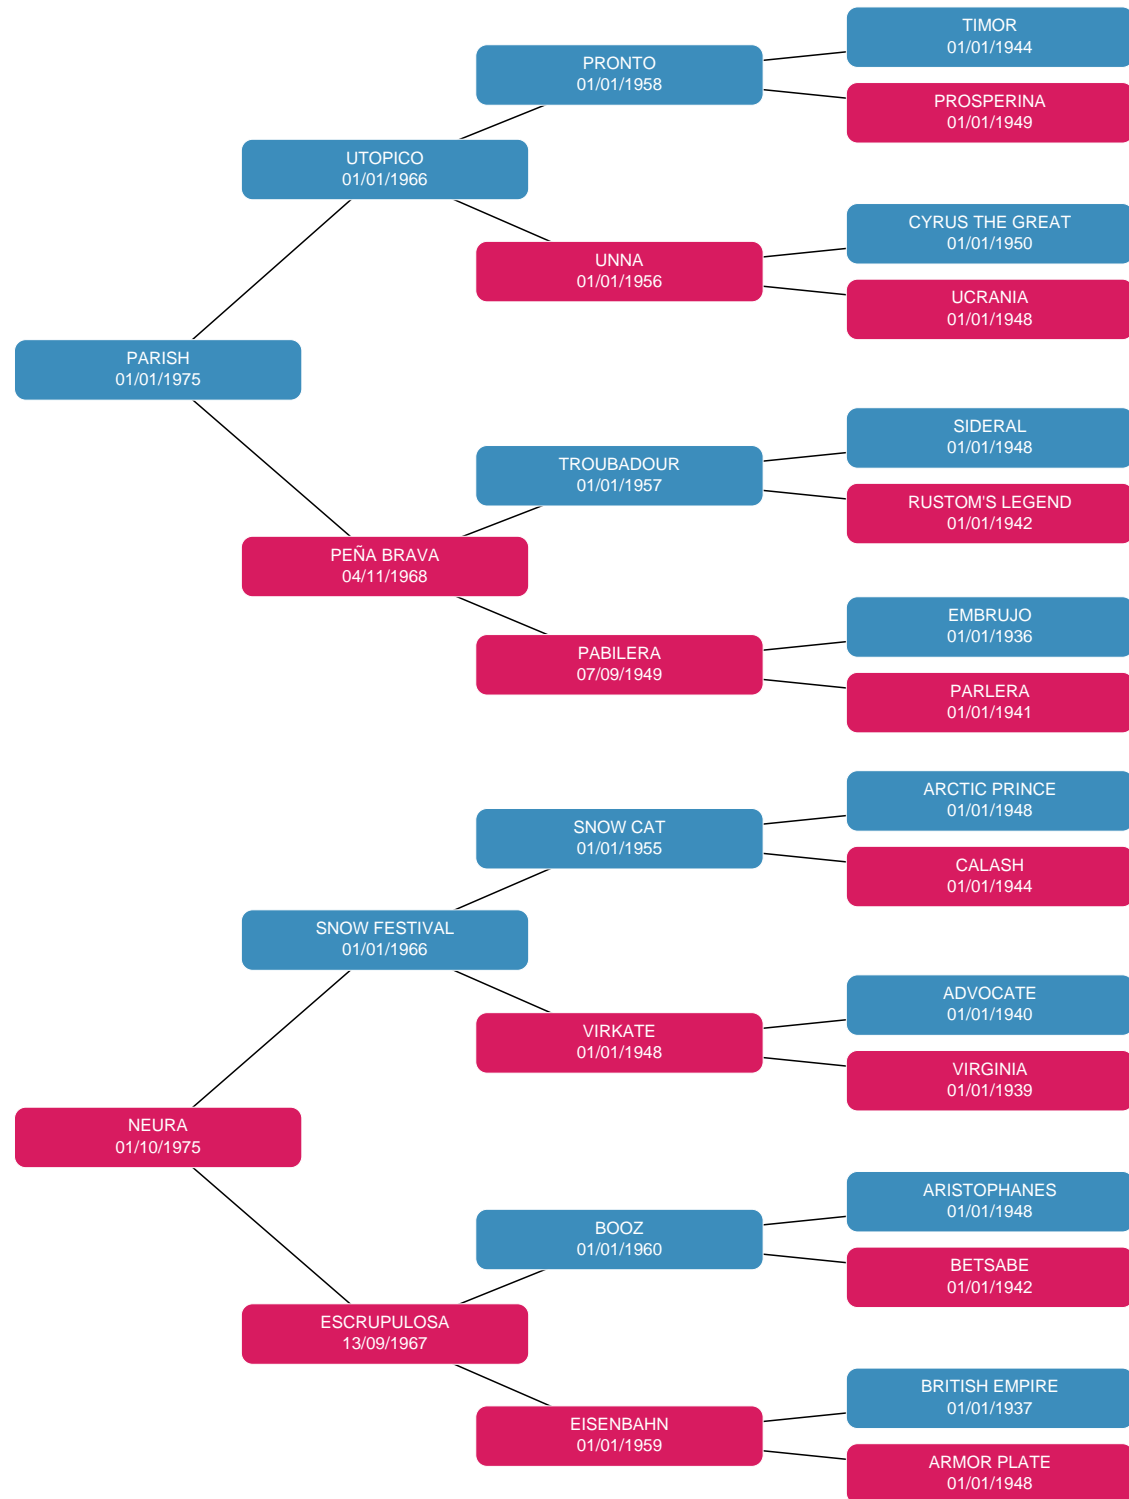 TIMOR
01/01/1944
PRONTO
01/01/1958
PROSPERINA
01/01/1949
UTOPICO
01/01/1966
CYRUS THE GREAT
01/01/1950
UNNA
01/01/1956
UCRANIA
01/01/1948
PARISH
01/01/1975
SIDERAL
01/01/1948
TROUBADOUR
01/01/1957
RUSTOM'S LEGEND
01/01/1942
PEÑA BRAVA
04/11/1968
EMBRUJO
01/01/1936
PABILERA
07/09/1949
PARLERA
01/01/1941
ARCTIC PRINCE
01/01/1948
SNOW CAT
01/01/1955
CALASH
01/01/1944
SNOW FESTIVAL
01/01/1966
ADVOCATE
01/01/1940
VIRKATE
01/01/1948
VIRGINIA
01/01/1939
NEURA
01/10/1975
ARISTOPHANES
01/01/1948
BOOZ
01/01/1960
BETSABE
01/01/1942
ESCRUPULOSA
13/09/1967
BRITISH EMPIRE
01/01/1937
EISENBAHN
01/01/1959
ARMOR PLATE
01/01/1948